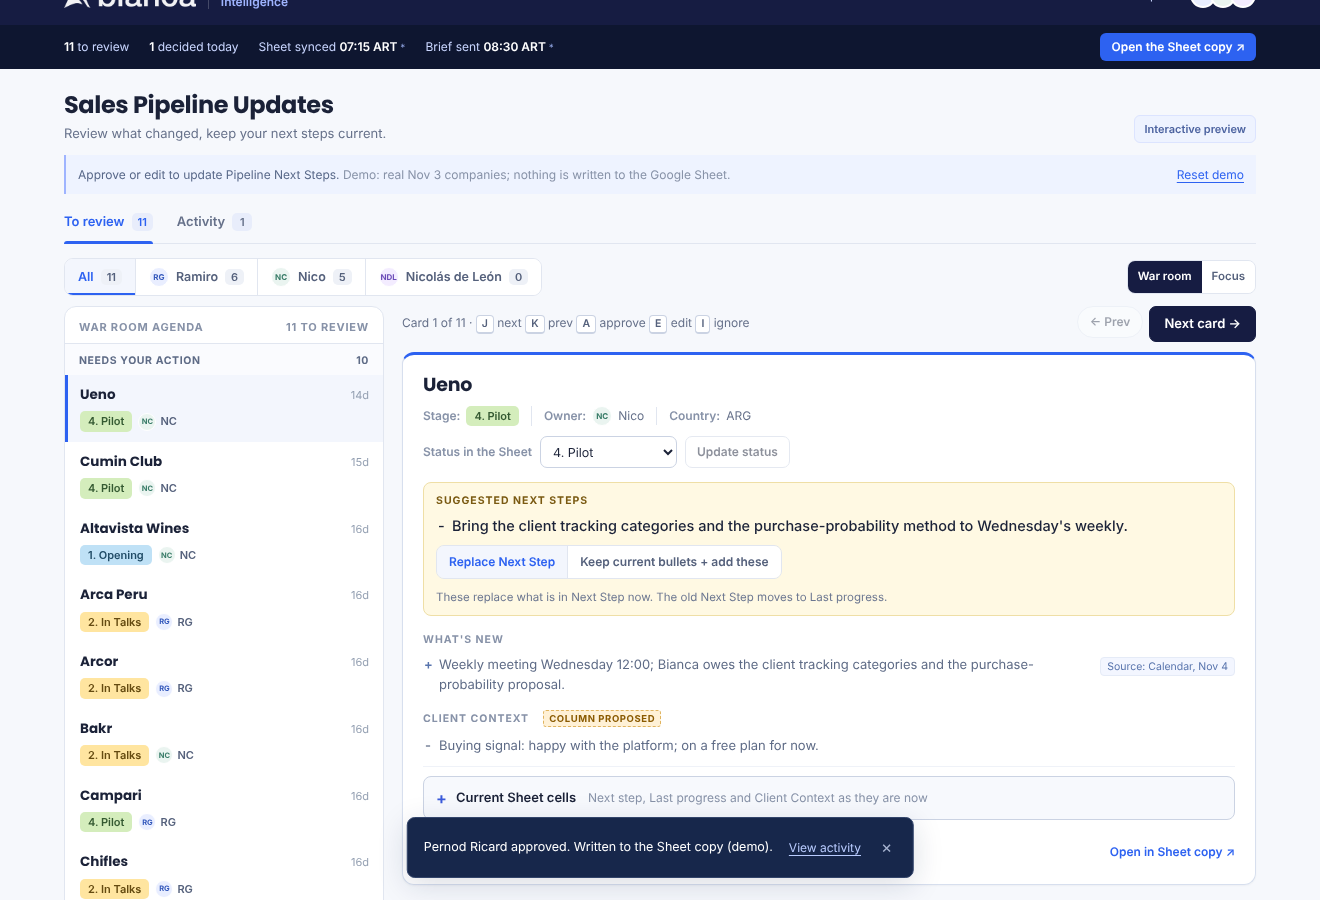 bianca
Intelligence
11 to review 1 decided today Sheet synced 07:15 ART * Brief sent 08:30 ART *
Open the Sheet copy ↗
Sales Pipeline Updates
Review what changed, keep your next steps current.
Interactive preview
Approve or edit to update Pipeline Next Steps. Demo: real Nov 3 companies; nothing is written to the Google Sheet.
Reset demo
To review 11 Activity 1
All 11 RG Ramiro 6 NC Nico 5 NDL Nicolás de León 0
War room Focus
WAR ROOM AGENDA 11 TO REVIEW
NEEDS YOUR ACTION 10
Ueno 14d
4. Pilot NC NC
Cumin Club 15d
4. Pilot NC NC
Altavista Wines 16d
1. Opening NC NC
Arca Peru 16d
2. In Talks RG RG
Arcor 16d
2. In Talks RG RG
Bakr 16d
2. In Talks NC NC
Campari 16d
4. Pilot RG RG
Chifles 16d
2. In Talks RG RG
Card 1 of 11 · J next K prev A approve E edit I ignore
← Prev Next card →
Ueno
Stage: 4. Pilot Owner: NC Nico Country: ARG
Status in the Sheet 4. Pilot Update status
SUGGESTED NEXT STEPS
- Bring the client tracking categories and the purchase-probability method to Wednesday's weekly.
Replace Next Step Keep current bullets + add these
These replace what is in Next Step now. The old Next Step moves to Last progress.
WHAT'S NEW
+ Weekly meeting Wednesday 12:00; Bianca owes the client tracking categories and the purchase-
probability proposal.
Source: Calendar, Nov 4
CLIENT CONTEXT COLUMN PROPOSED
- Buying signal: happy with the platform; on a free plan for now.
+ Current Sheet cells Next step, Last progress and Client Context as they are now
Pernod Ricard approved. Written to the Sheet copy (demo). View activity ×
Open in Sheet copy ↗